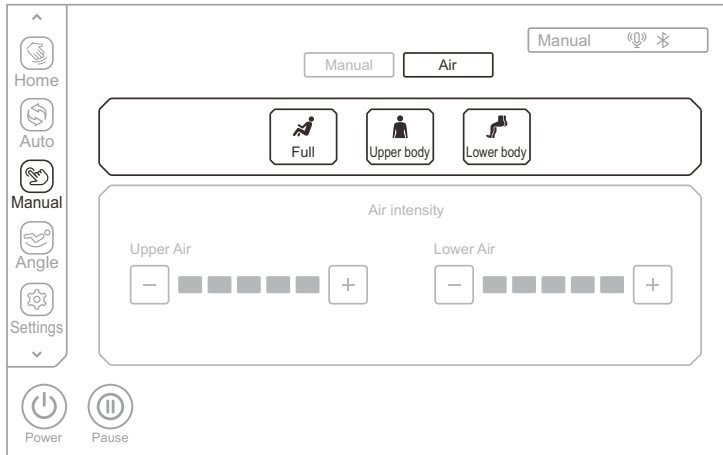 Home
Auto
Manual
Angle
Settings
Manual
Manual Air
Full Upper body Lower body
Air intensity
Upper Air Lower Air
Power Pause